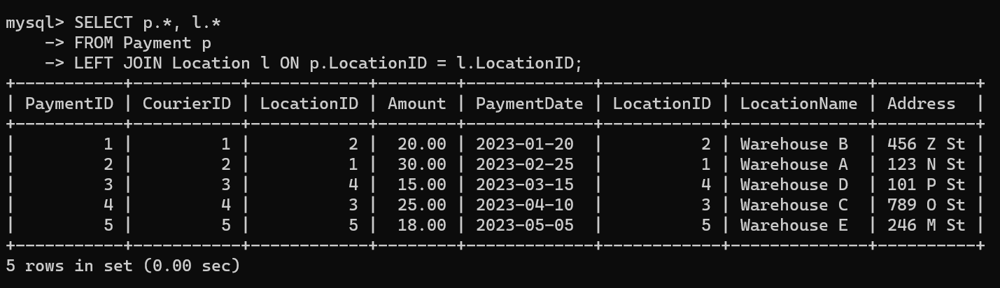 mysql> SELECT p.*, l.*
    -> FROM Payment p
    -> LEFT JOIN Location l ON p.LocationID = l.LocationID;
+-----------+-----------+------------+--------+-------------+------------+--------------+----------+
| PaymentID | CourierID | LocationID | Amount | PaymentDate | LocationID | LocationName | Address  |
+-----------+-----------+------------+--------+-------------+------------+--------------+----------+
|         1 |         1 |          2 |  20.00 | 2023-01-20  |          2 | Warehouse B  | 456 Z St |
|         2 |         2 |          1 |  30.00 | 2023-02-25  |          1 | Warehouse A  | 123 N St |
|         3 |         3 |          4 |  15.00 | 2023-03-15  |          4 | Warehouse D  | 101 P St |
|         4 |         4 |          3 |  25.00 | 2023-04-10  |          3 | Warehouse C  | 789 O St |
|         5 |         5 |          5 |  18.00 | 2023-05-05  |          5 | Warehouse E  | 246 M St |
+-----------+-----------+------------+--------+-------------+------------+--------------+----------+
5 rows in set (0.00 sec)